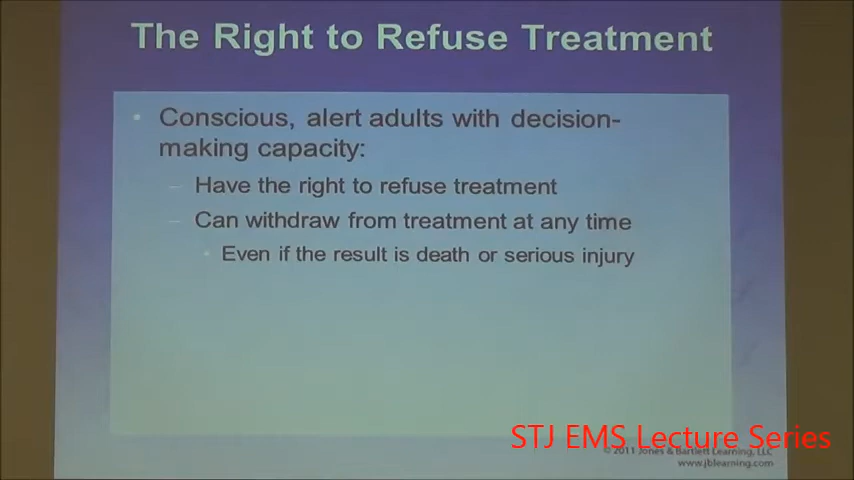 The Right to Refuse Treatment
• Conscious, alert adults with decision-
making capacity:
– Have the right to refuse treatment
– Can withdraw from treatment at any time
• Even if the result is death or serious injury
STJ EMS Lecture Series
© 2011 Jones & Bartlett Learning, LLC
www.jblearning.com